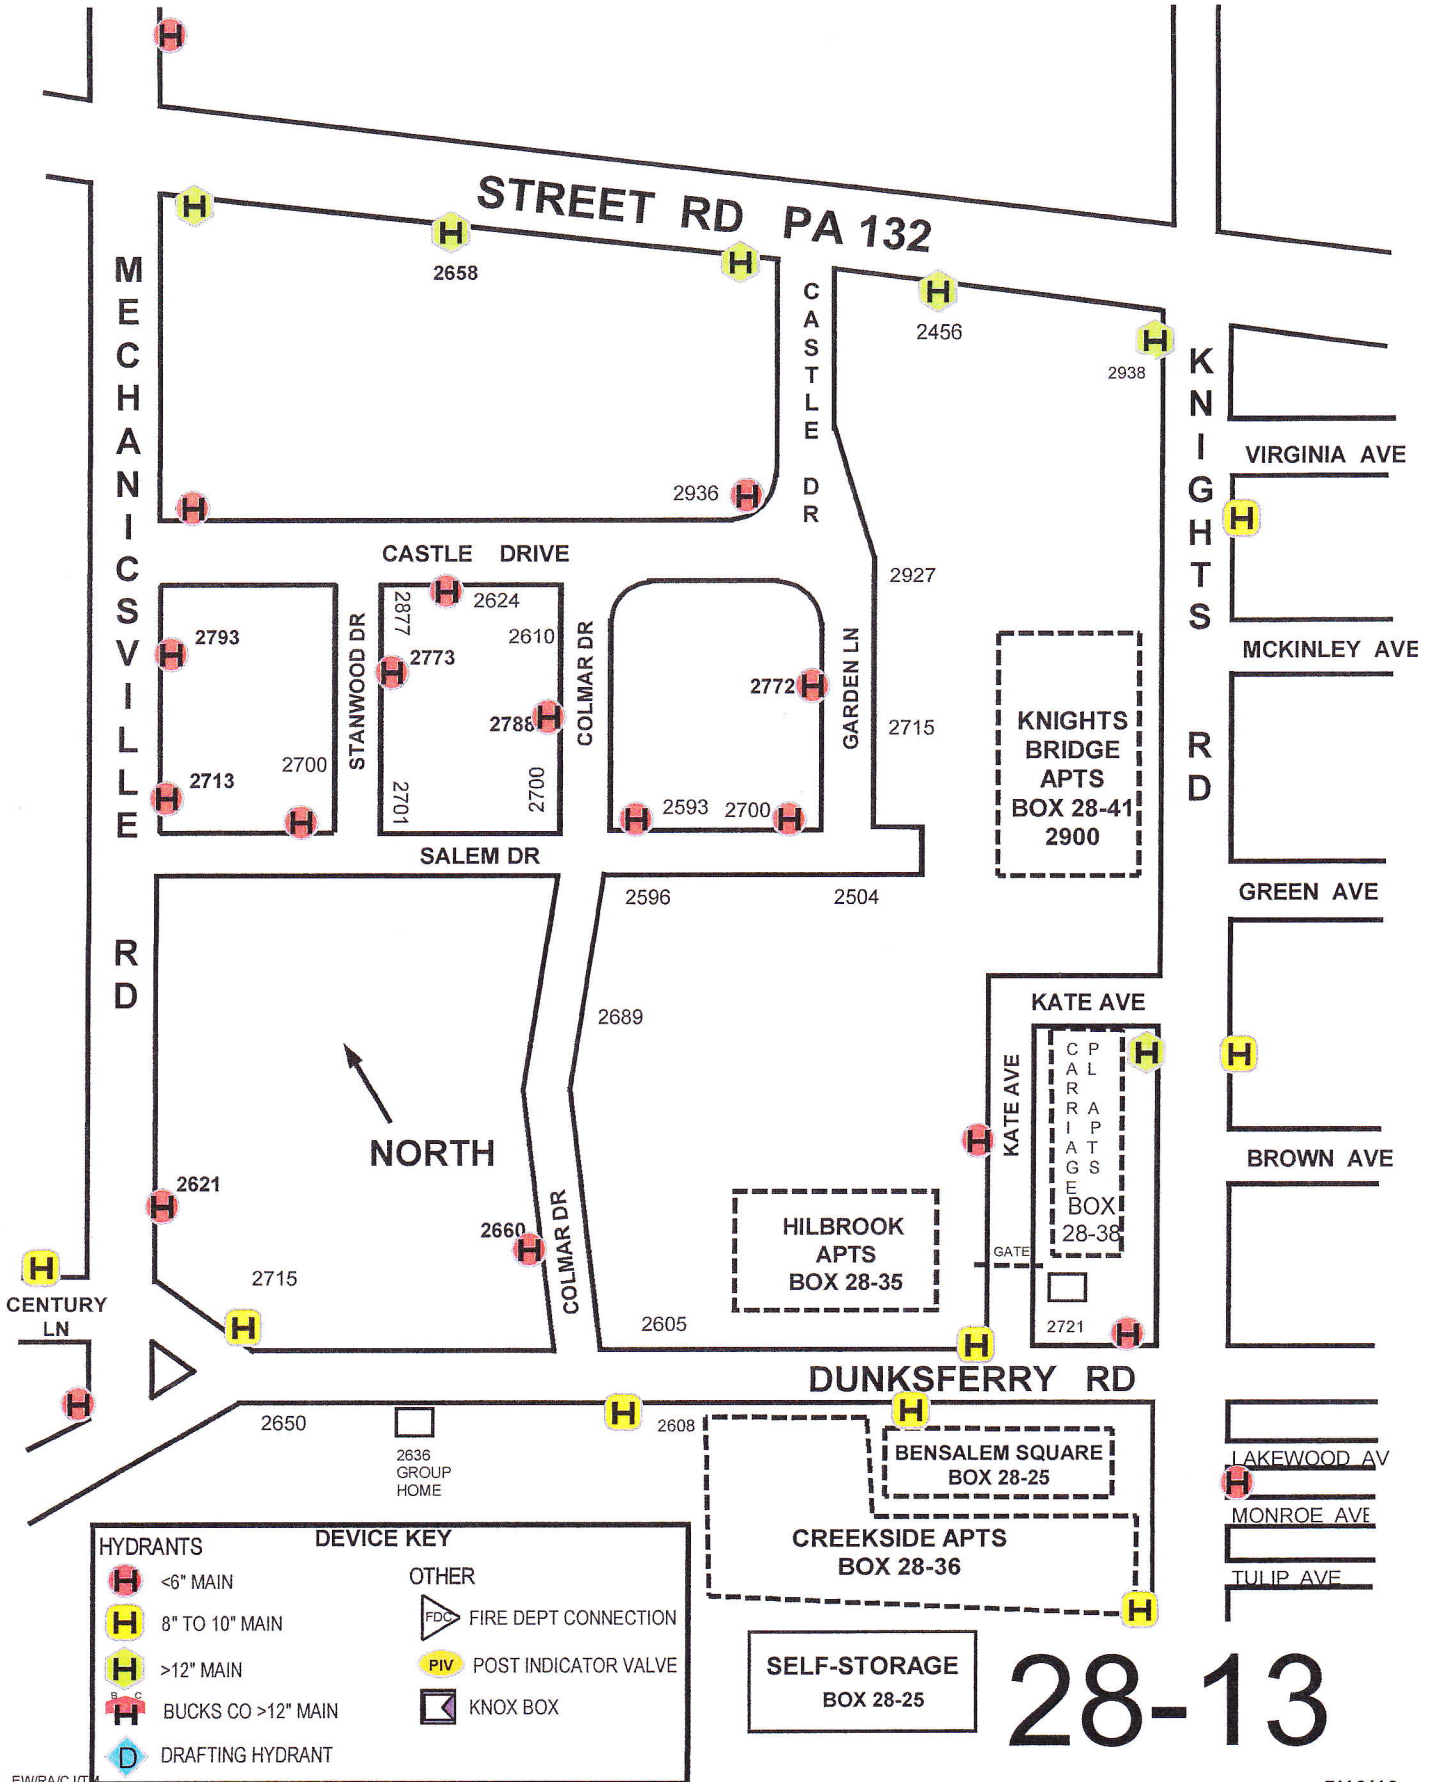 H
STREET RD PA 132
H
H
2658
H
H
2456
H
2938
MECHANICSVILLE RD
CASTLE DR
KNIGHTS RD
VIRGINIA AVE
2936 H
H
H
CASTLE DRIVE
H 2624
2877
2927
2610
H 2793
H 2773
STANWOOD DR
COLMAR DR
GARDEN LN
MCKINLEY AVE
2772 H
2788 H
2715
KNIGHTS
BRIDGE
APTS
BOX 28-41
2900
2700
H 2713
2701
2700
H
H 2593
2700 H
SALEM DR
2596
2504
GREEN AVE
2689
KATE AVE
NORTH
KATE AVE
H
H
H
CARRIAGE
PL APTS
BOX
28-38
BROWN AVE
H 2621
2660 H
COLMAR DR
HILBROOK
APTS
BOX 28-35
GATE
H
CENTURY
LN
2715
H
2605
H
2721
H
DUNKSFERRY RD
H
2650
2636
GROUP
HOME
H
2608
H
BENSALEM SQUARE
BOX 28-25
LAKEWOOD AV
H
MONROE AVE
TULIP AVE
CREEKSIDE APTS
BOX 28-36
H
DEVICE KEY
HYDRANTS
H <6" MAIN
H 8" TO 10" MAIN
H >12" MAIN
B C
H BUCKS CO >12" MAIN
D DRAFTING HYDRANT
OTHER
FDC FIRE DEPT CONNECTION
PIV POST INDICATOR VALVE
KNOX BOX
SELF-STORAGE
BOX 28-25
28-13